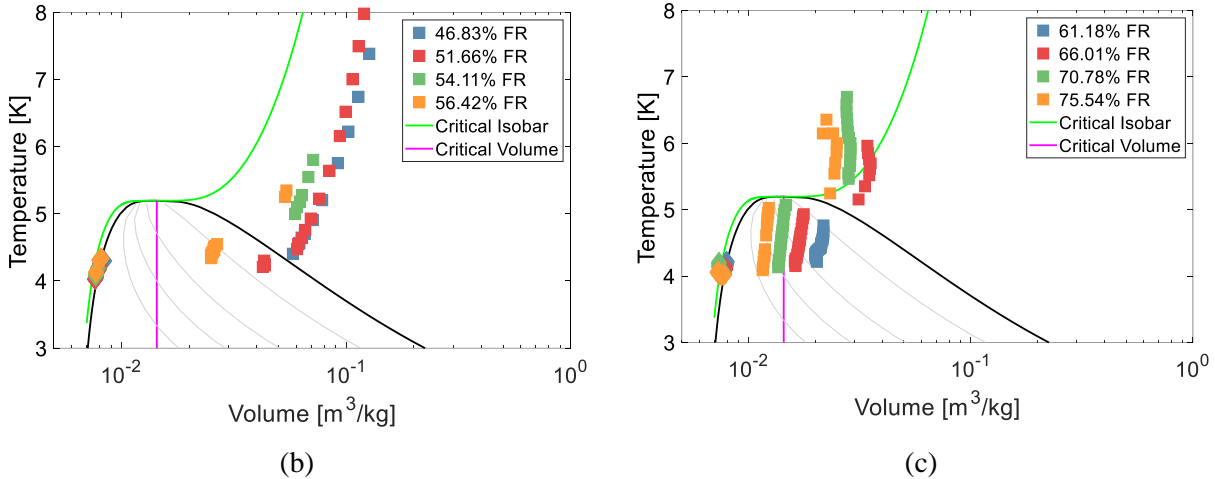 8
7
6
5
4
3
Temperature [K]
10^-2
10^-1
10^0
Volume [m^3/kg]
46.83% FR
51.66% FR
54.11% FR
56.42% FR
Critical Isobar
Critical Volume
(b)
8
7
6
5
4
3
Temperature [K]
10^-2
10^-1
10^0
Volume [m^3/kg]
61.18% FR
66.01% FR
70.78% FR
75.54% FR
Critical Isobar
Critical Volume
(c)